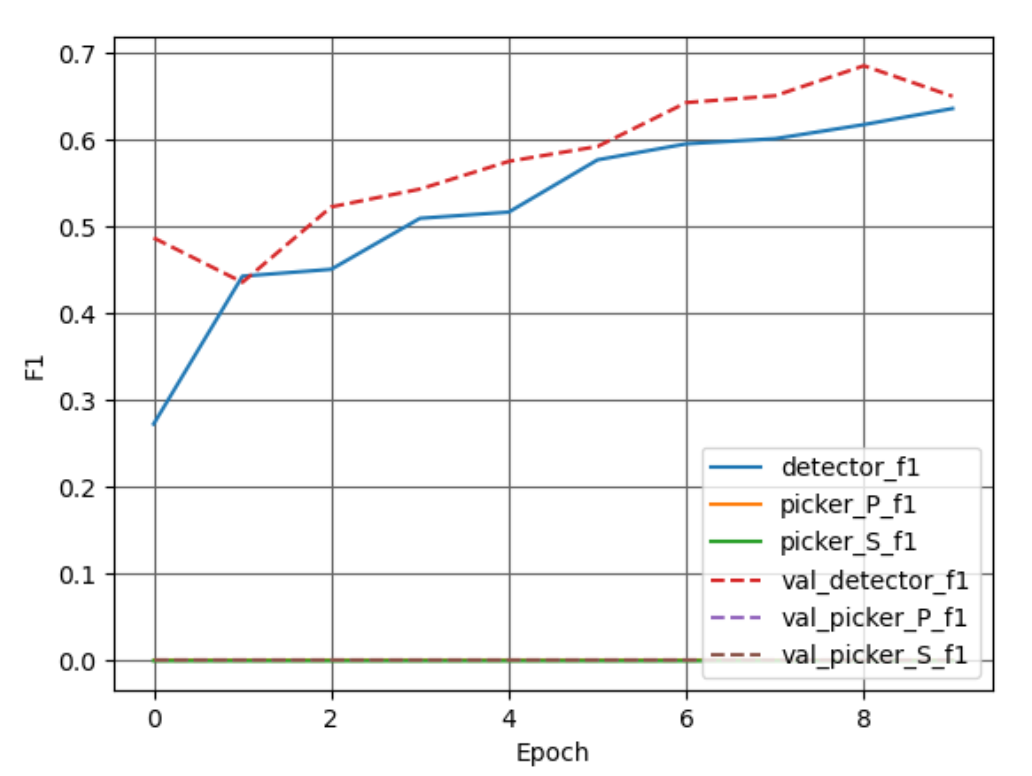 0.7
0.6
0.5
0.4
0.3
0.2
0.1
0.0
F1
detector_f1
picker_P_f1
picker_S_f1
val_detector_f1
val_picker_P_f1
val_picker_S_f1
0 2 4 6 8
Epoch